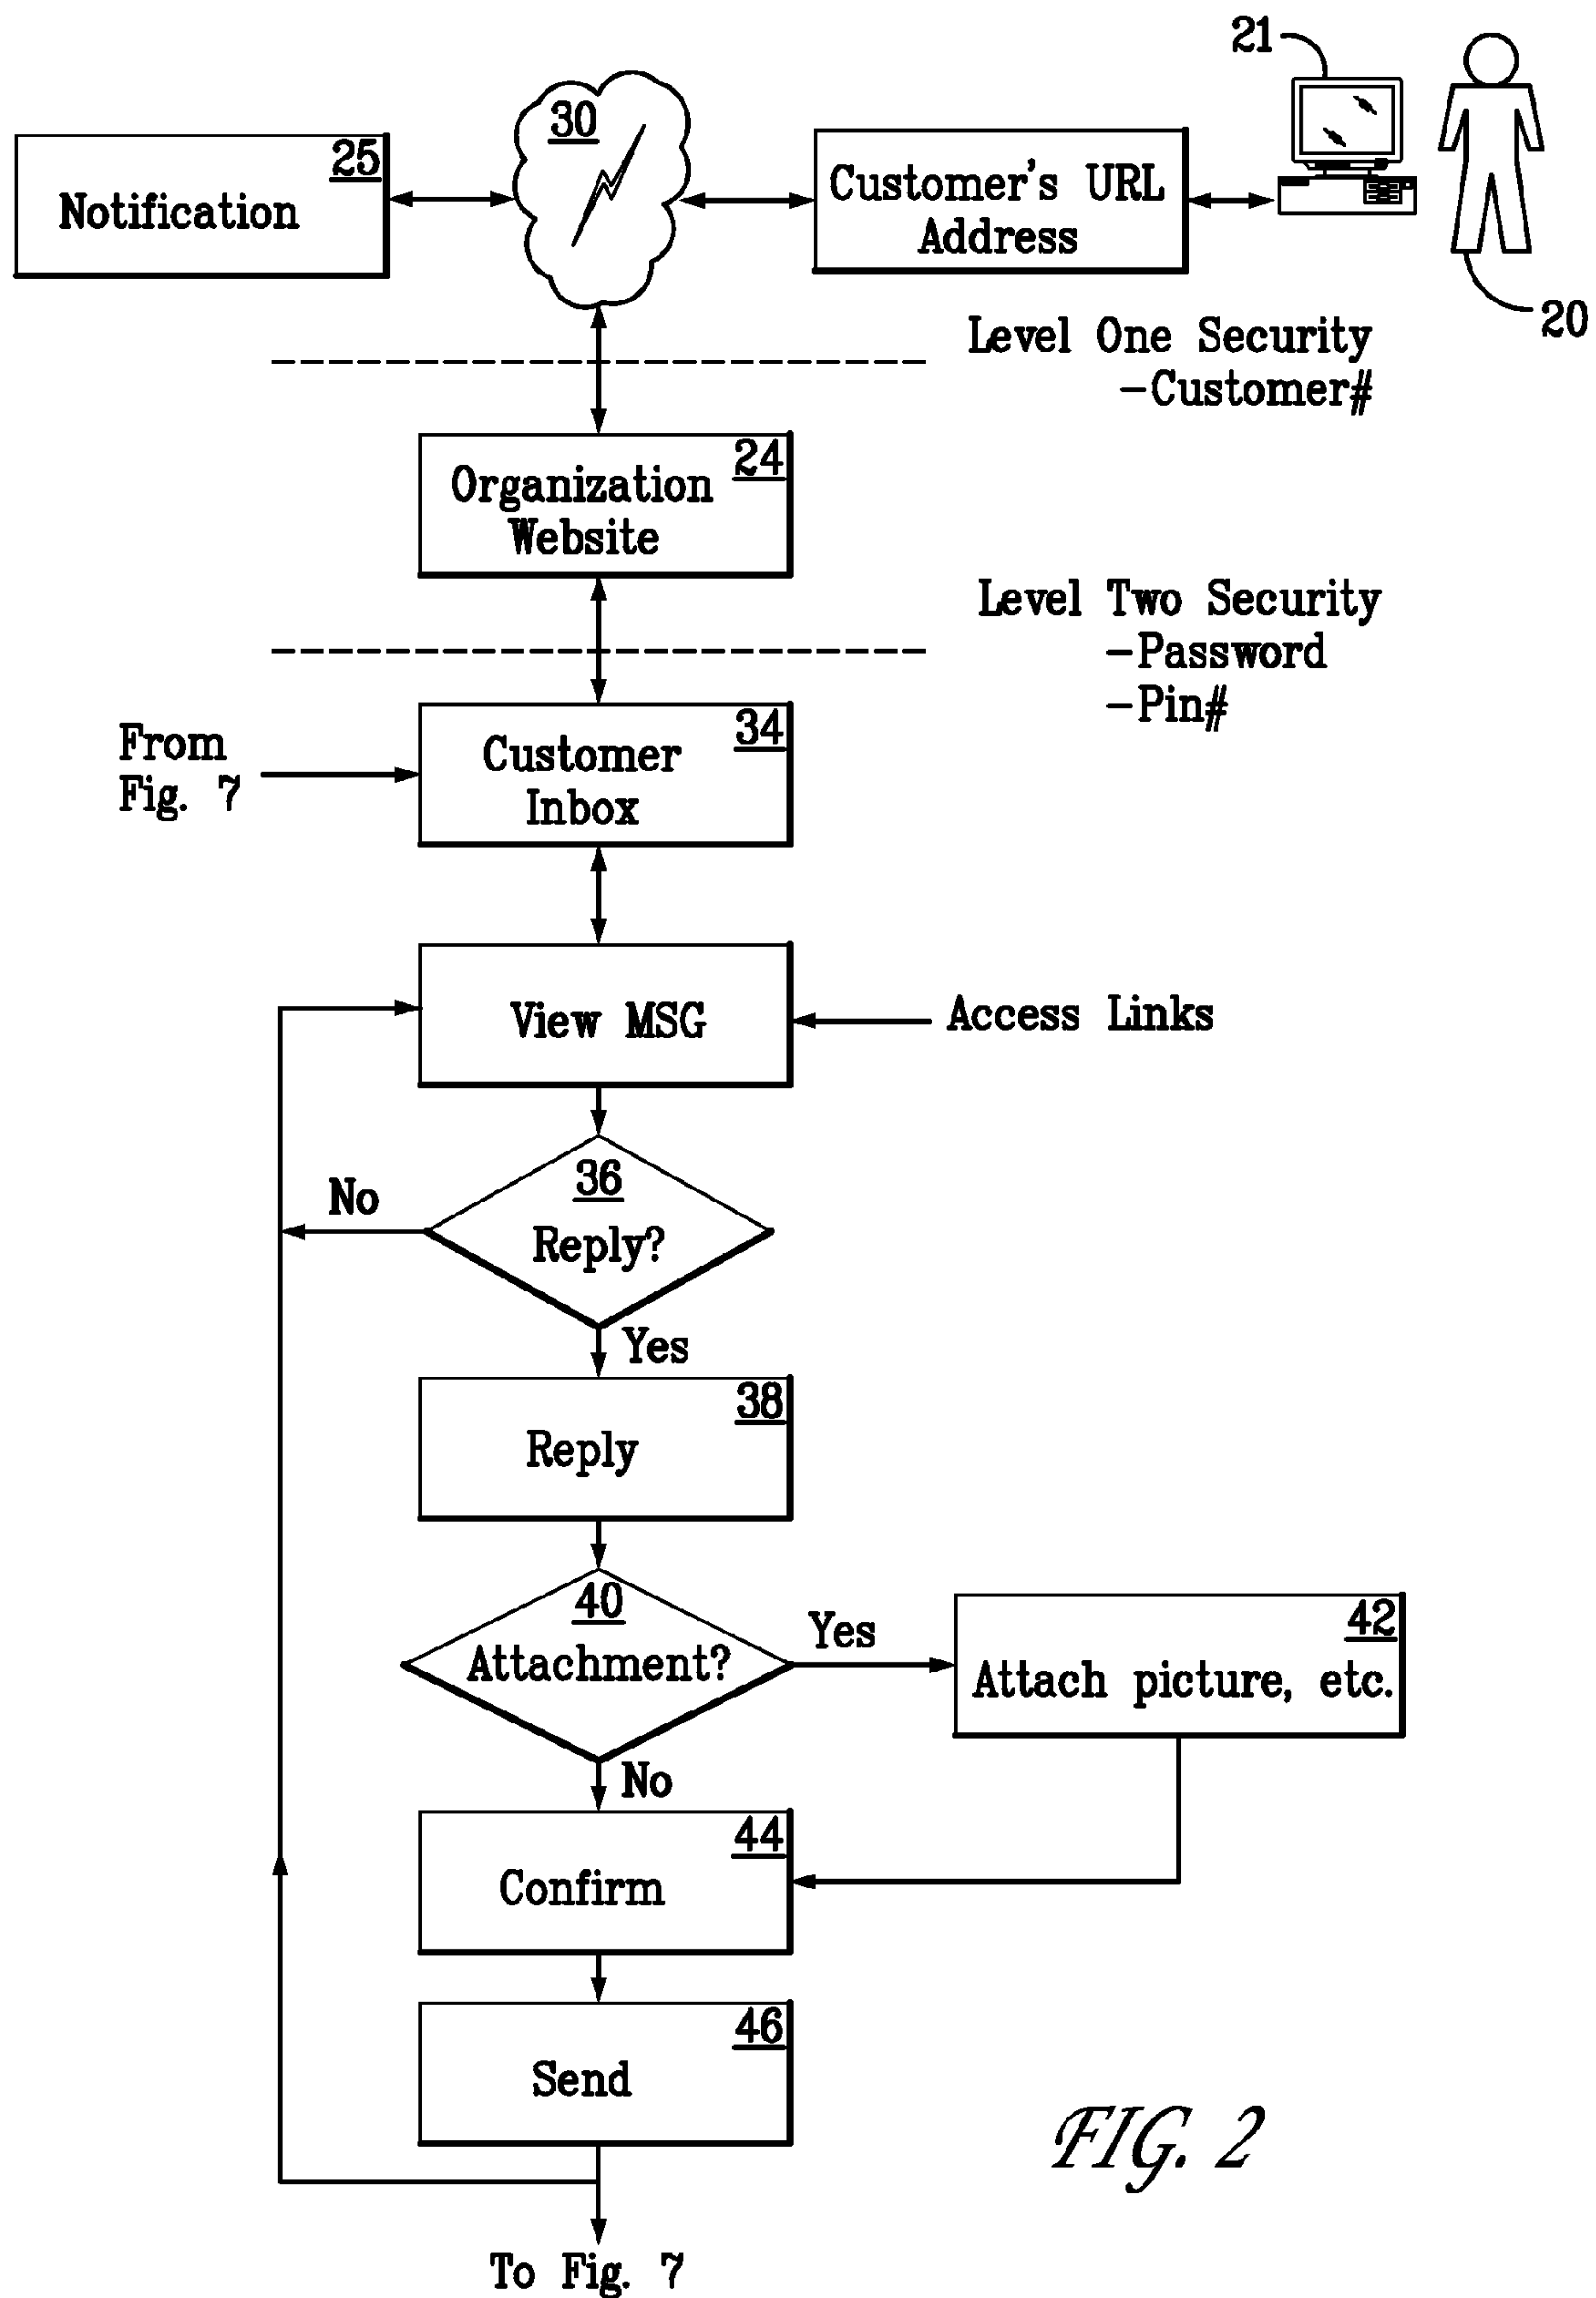 21
30
25
Notification
Customer's URL
Address
20
Level One Security
-Customer#
24
Organization
Website
Level Two Security
-Password
-Pin#
From
Fig. 7
34
Customer
Inbox
View MSG
Access Links
36
Reply?
No
Yes
38
Reply
40
Attachment?
Yes
42
Attach picture, etc.
No
44
Confirm
46
Send
FIG. 2
To Fig. 7